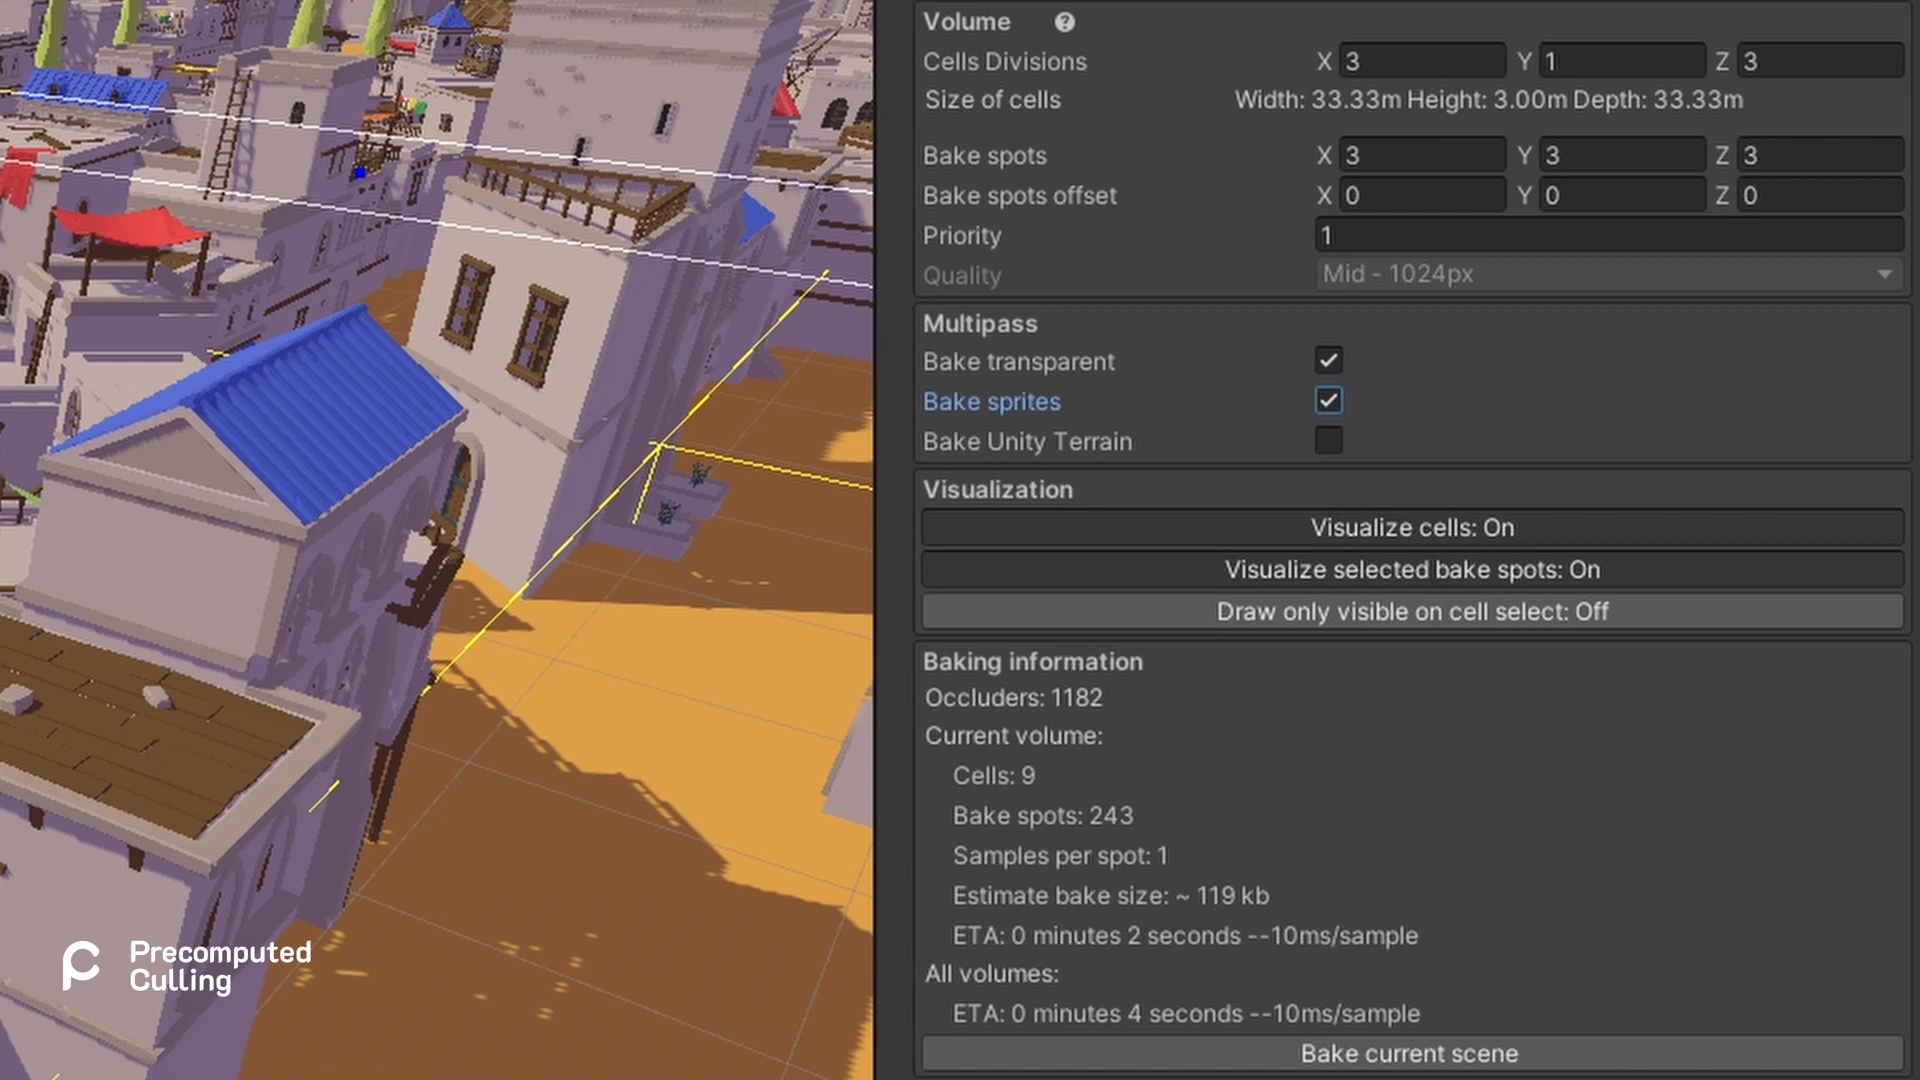 Volume ?
Cells Divisions X 3 Y 1 Z 3
Size of cells Width: 33.33m Height: 3.00m Depth: 33.33m
Bake spots X 3 Y 3 Z 3
Bake spots offset X 0 Y 0 Z 0
Priority 1
Quality Mid - 1024px
Multipass
Bake transparent
Bake sprites
Bake Unity Terrain
Visualization
Visualize cells: On
Visualize selected bake spots: On
Draw only visible on cell select: Off
Baking information
Occluders: 1182
Current volume:
Cells: 9
Bake spots: 243
Samples per spot: 1
Estimate bake size: ~ 119 kb
ETA: 0 minutes 2 seconds --10ms/sample
All volumes:
ETA: 0 minutes 4 seconds --10ms/sample
Bake current scene
Precomputed
Culling